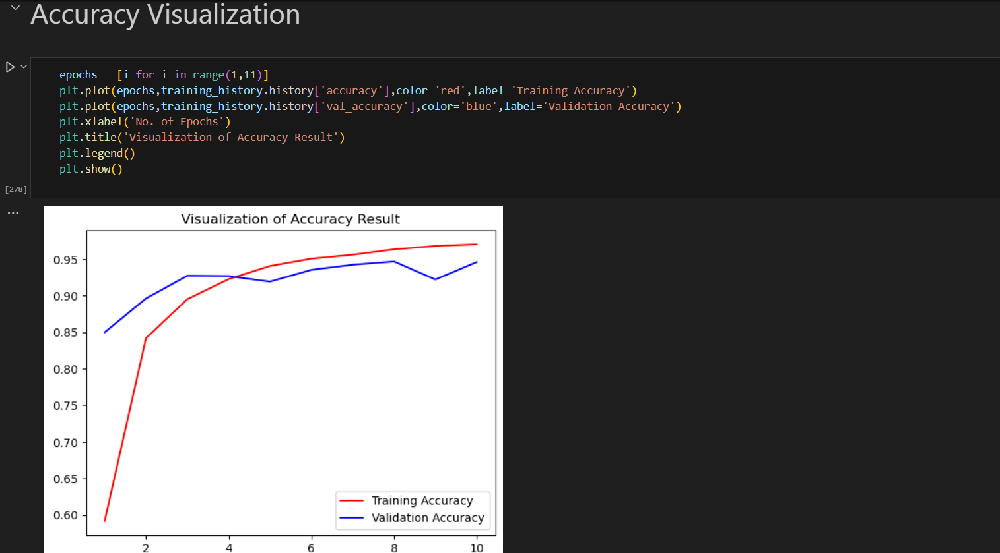 Accuracy Visualization
epochs = [i for i in range(1,11)]
plt.plot(epochs,training_history.history['accuracy'],color='red',label='Training Accuracy')
plt.plot(epochs,training_history.history['val_accuracy'],color='blue',label='Validation Accuracy')
plt.xlabel('No. of Epochs')
plt.title('Visualization of Accuracy Result')
plt.legend()
plt.show()
[278]
Visualization of Accuracy Result
0.95
0.90
0.85
0.80
0.75
0.70
0.65
0.60
Training Accuracy
Validation Accuracy
2 4 6 8 10